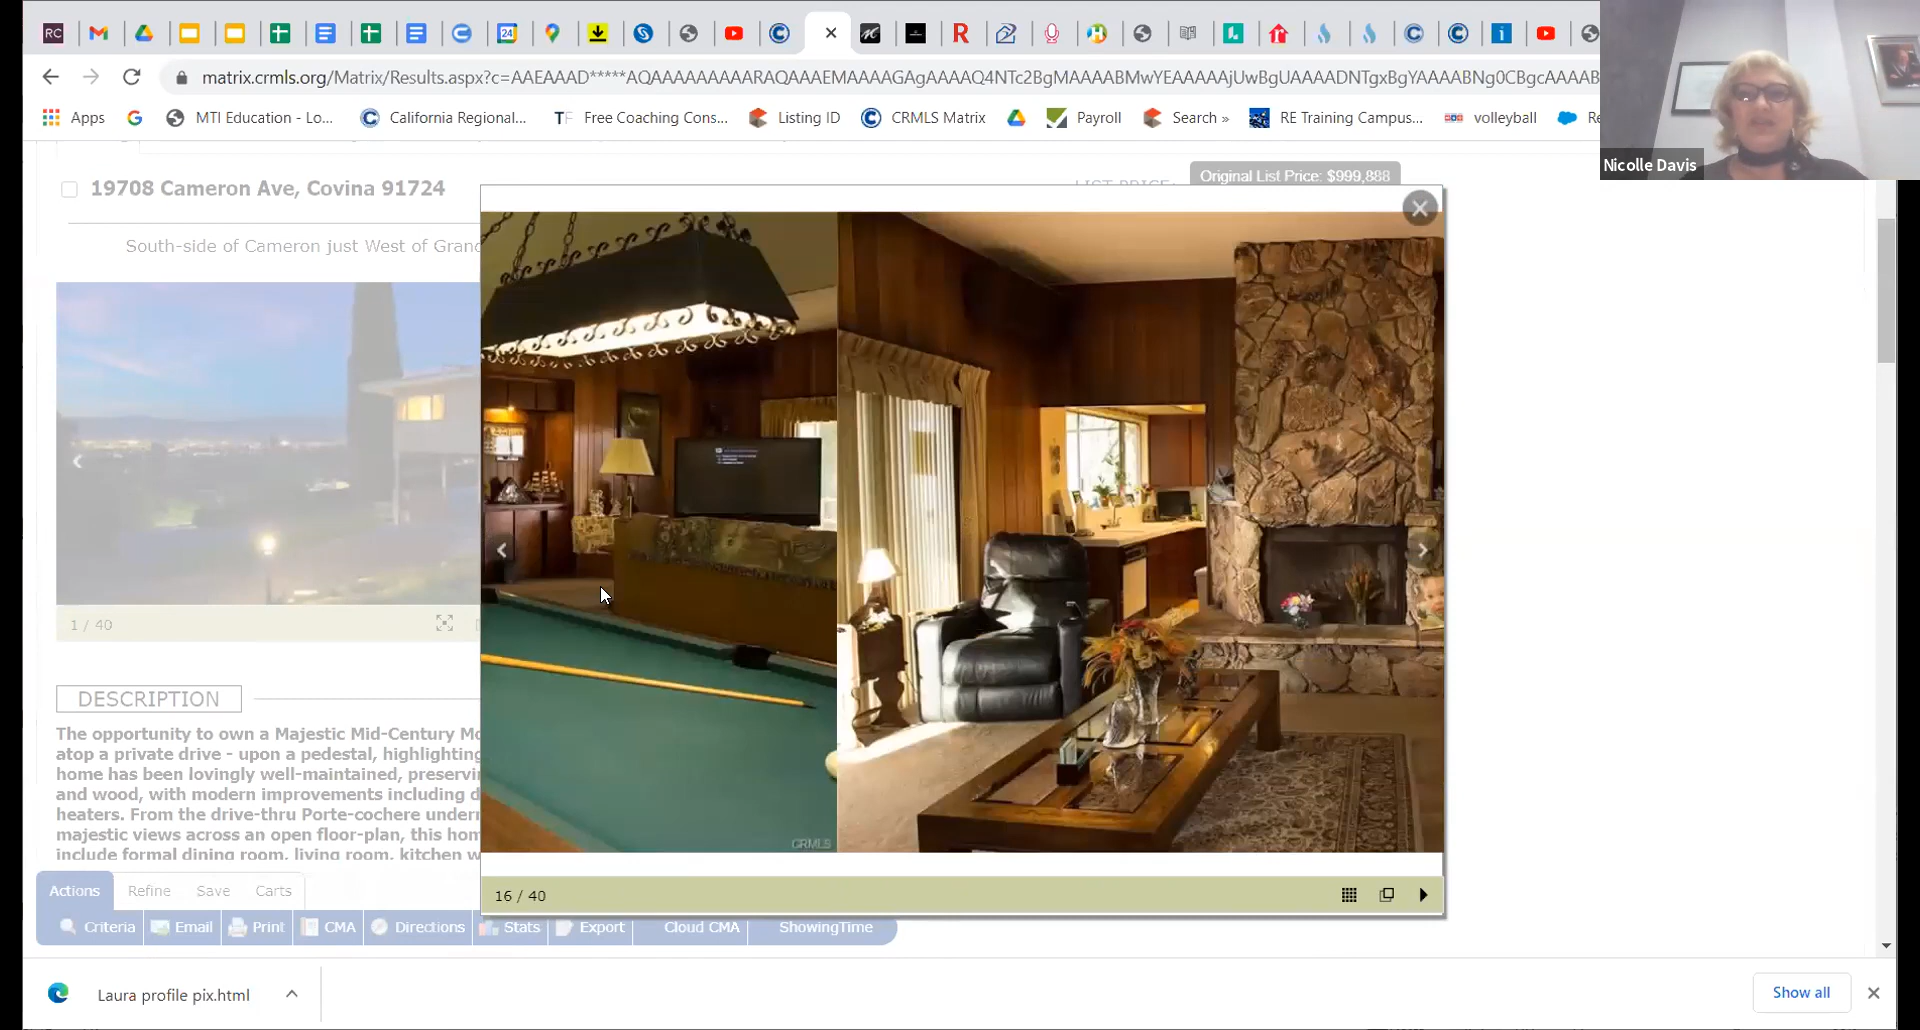 RC
24
R
matrix.crmls.org/Matrix/Results.aspx?c=AAEAAAD*****AQAAAAAAAAARAQAAAEMAAAAGAgAAAAQ4NTc2BgMAAAABMwYEAAAAAjUwBgUAAAADNTgxBgYAAAABNg0CBgcAAAAB
Apps
MTI Education - Lo...
California Regional...
TF Free Coaching Cons...
Listing ID
CRMLS Matrix
Payroll
Search »
RE Training Campus...
volleyball
Nicolle Davis
19708 Cameron Ave, Covina 91724
LIST PRICE:
Original List Price: $999,888
South-side of Cameron just West of Grand
1 / 40
DESCRIPTION
The opportunity to own a Majestic Mid-Century Mo
atop a private drive - upon a pedestal, highlighting
home has been lovingly well-maintained, preservi
and wood, with modern improvements including d
heaters. From the drive-thru Porte-cochere undern
majestic views across an open floor-plan, this hom
include formal dining room, living room, kitchen w
CRMLS
16 / 40
Actions Refine Save Carts
Criteria Email Print CMA Directions Stats Export Cloud CMA ShowingTime
Laura profile pix.html
Show all